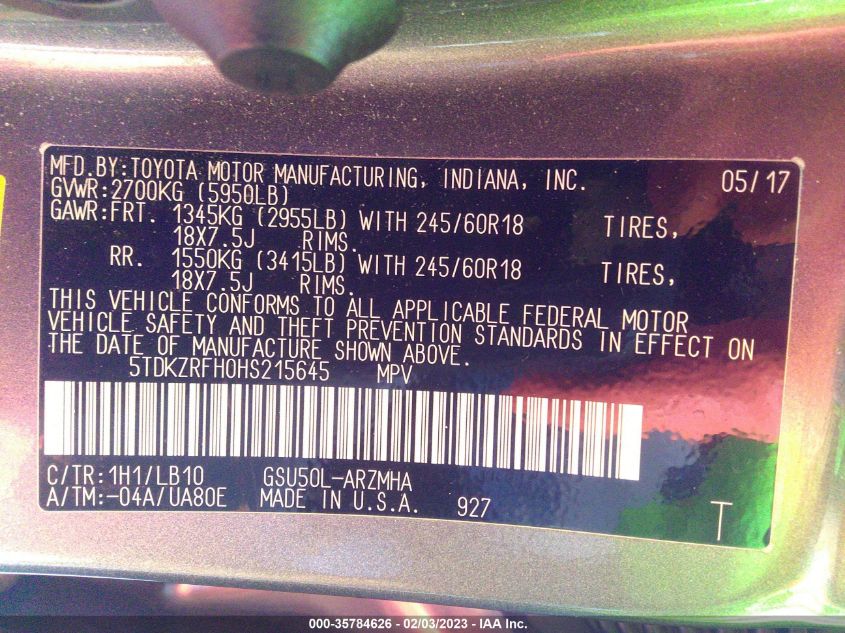 MFD.BY:TOYOTA MOTOR MANUFACTURING, INDIANA, INC. 05/17
GVWR:2700KG (5950LB)
GAWR:FRT. 1345KG (2955LB) WITH 245/60R18 TIRES,
18X7.5J RIMS.
RR. 1550KG (3415LB) WITH 245/60R18 TIRES,
18X7.5J RIMS.
THIS VEHICLE CONFORMS TO ALL APPLICABLE FEDERAL MOTOR
VEHICLE SAFETY AND THEFT PREVENTION STANDARDS IN EFFECT ON
THE DATE OF MANUFACTURE SHOWN ABOVE.
5TDKZRFH0HS215645 MPV
C/TR:1H1/LB10 GSU50L-ARZMHA
A/TM:-04A/UA80E MADE IN U.S.A. 927 T
000-35784626 - 02/03/2023 - IAA Inc.